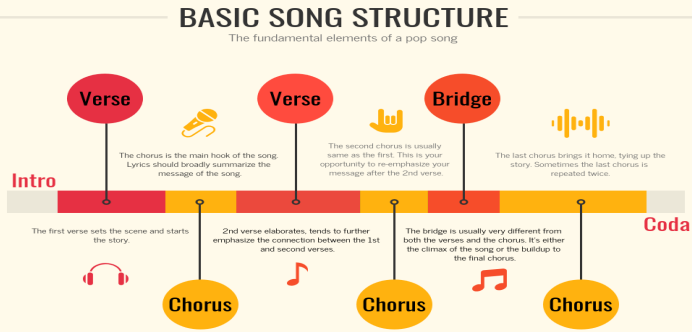 BASIC SONG STRUCTURE
The fundamental elements of a pop song
Verse
Verse
Bridge
The chorus is the main hook of the song.
Lyrics should broadly summarize the
message of the song.
The second chorus is usually
same as the first. This is your
opportunity to re-emphasize your
message after the 2nd verse.
The last chorus brings it home, tying up the
story. Sometimes the last chorus is
repeated twice.
Intro
Coda
The first verse sets the scene and starts
the story.
2nd verse elaborates, tends to further
emphasize the connection between the 1st
and second verses.
The bridge is usually very different from
both the verses and the chorus. It's either
the climax of the song or the buildup to
the final chorus.
Chorus
Chorus
Chorus